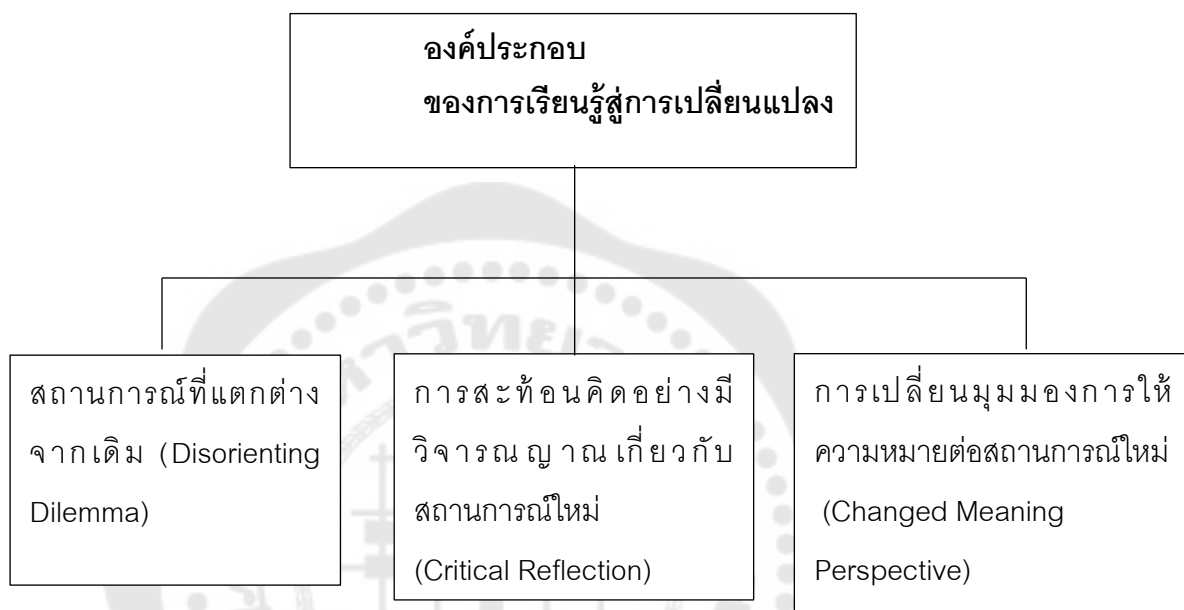 องค์ประกอบ
ของการเรียนรู้สู่การเปลี่ยนแปลง
สถานการณ์ที่แตกต่าง
จากเดิม (Disorienting
Dilemma)
การสะท้อนคิดอย่างมี
วิจารณญาณเกี่ยวกับ
สถานการณ์ใหม่
(Critical Reflection)
การเปลี่ยนมุมมองการให้
ความหมายต่อสถานการณ์ใหม่
(Changed Meaning
Perspective)